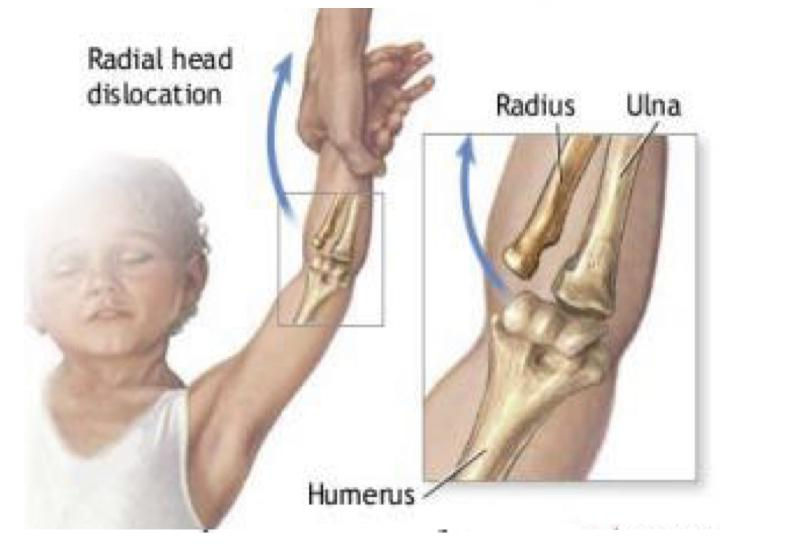 Radial head
dislocation
Radius
Ulna
Humerus